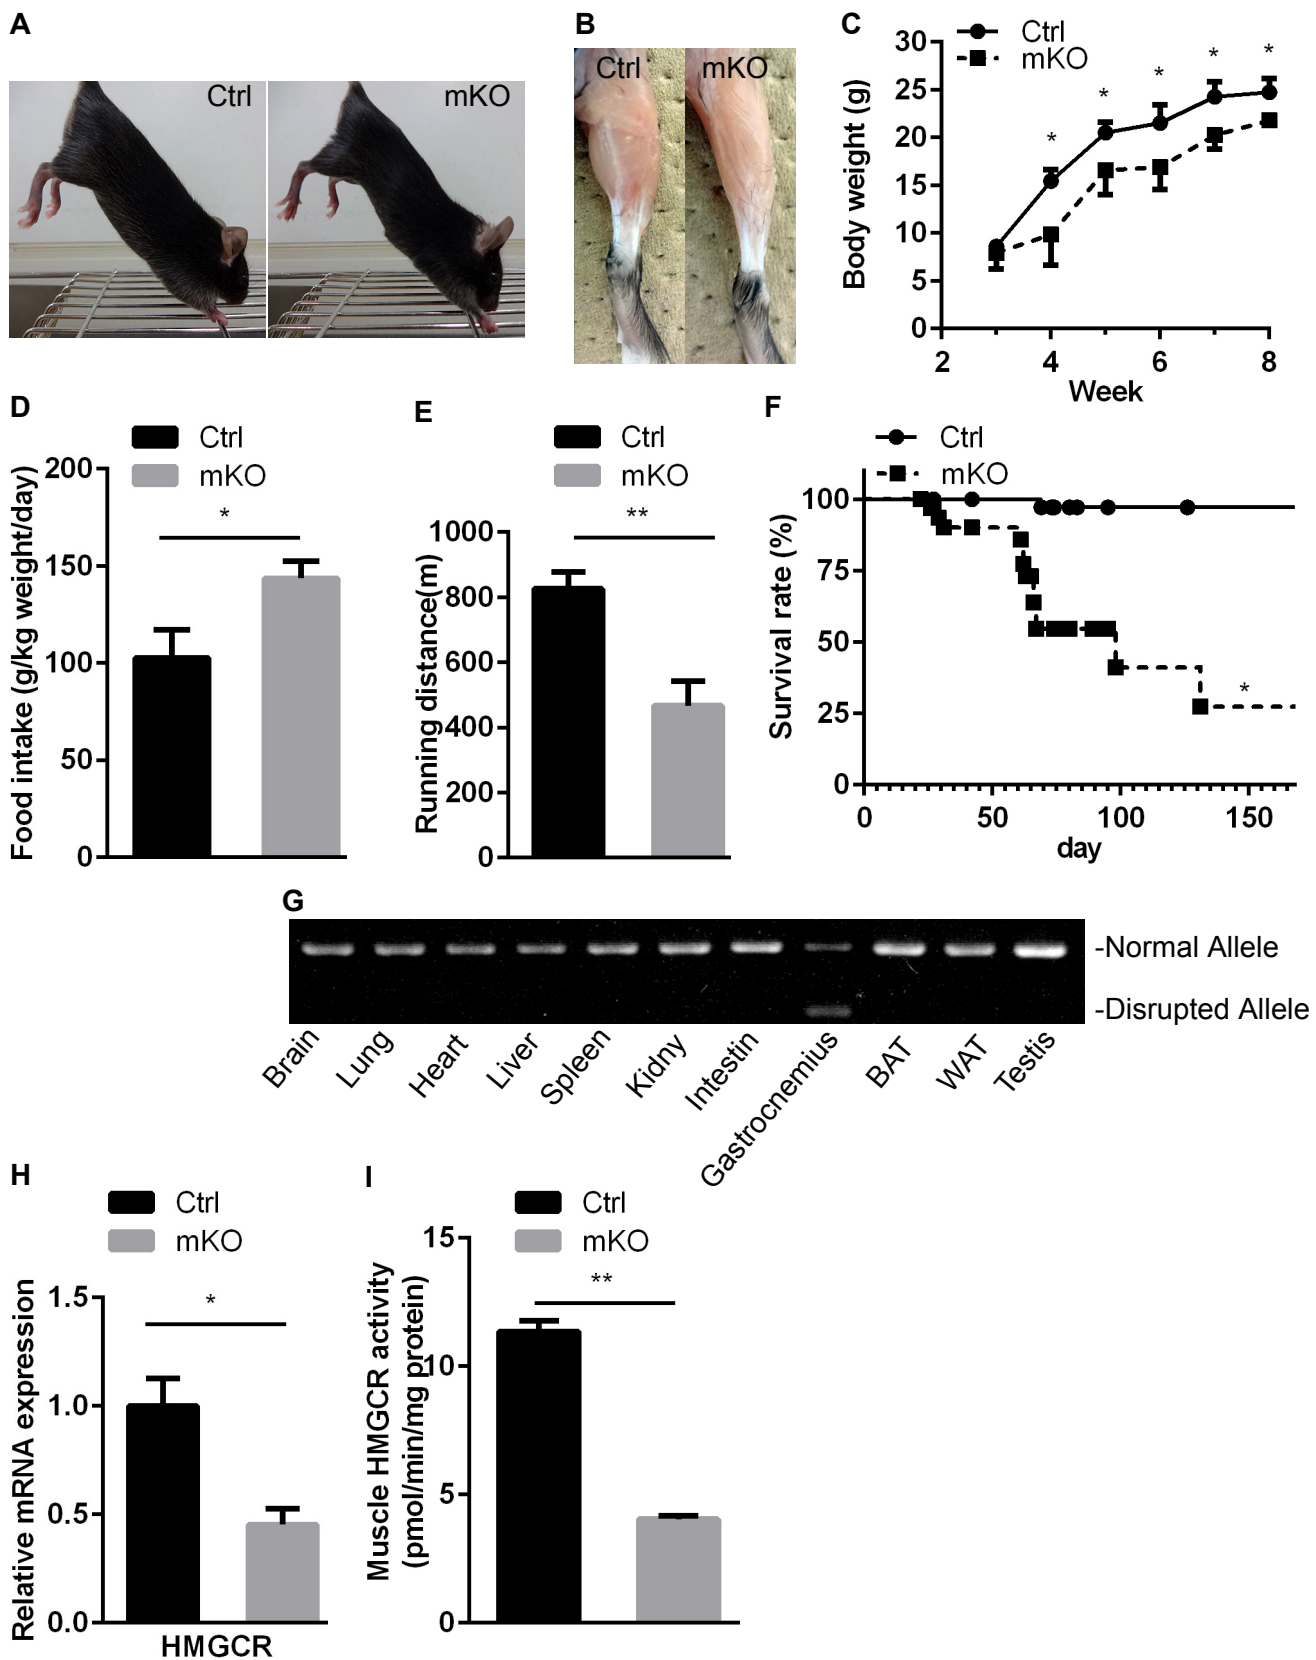 A
Ctrl
mKO
B
Ctrl
mKO
C
Ctrl
mKO
Body weight (g)
30
25
20
15
10
5
0
* * * * *
2 4 6 8
Week
D
Ctrl
mKO
Food intake (g/kg weight/day)
200
150
100
50
0
*
E
Ctrl
mKO
Running distance(m)
1000
800
600
400
200
0
**
F
Ctrl
mKO
Survival rate (%)
100
75
50
25
0
*
0 50 100 150
day
G
-Normal Allele
-Disrupted Allele
Brain Lung Heart Liver Spleen Kidny Intestin Gastrocnemius BAT WAT Testis
H
Ctrl
mKO
Relative mRNA expression
1.5
1.0
0.5
0.0
*
HMGCR
I
Ctrl
mKO
Muscle HMGCR activity
(pmol/min/mg protein)
15
10
5
0
**